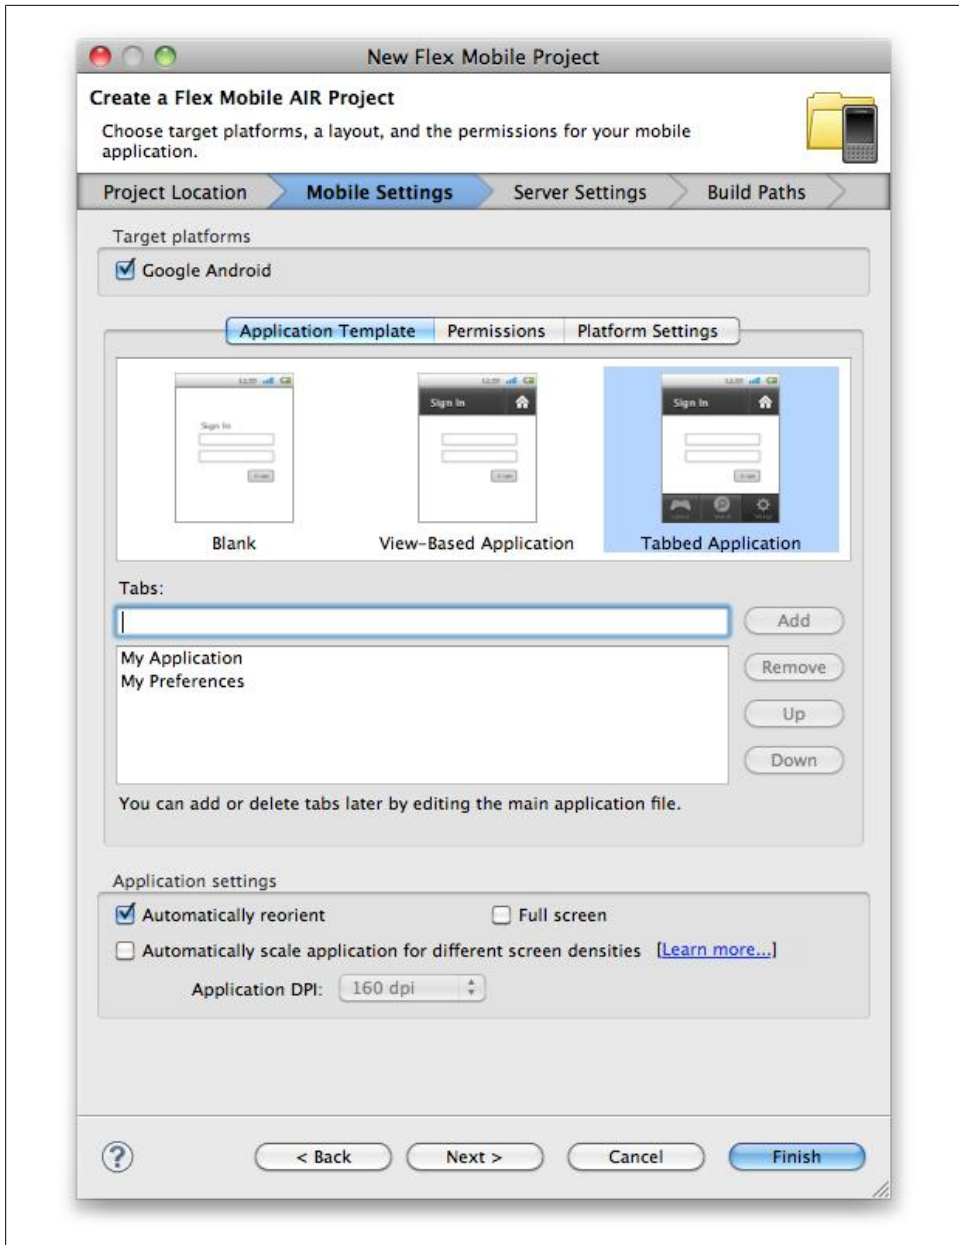 New Flex Mobile Project
Create a Flex Mobile AIR Project
Choose target platforms, a layout, and the permissions for your mobile
application.
Project Location Mobile Settings Server Settings Build Paths
Target platforms
Google Android
Application Template Permissions Platform Settings
Sign In
Sign In
Sign In
Blank View-Based Application Tabbed Application
Tabs:
Add
My Application
My Preferences
Remove
Up
Down
You can add or delete tabs later by editing the main application file.
Application settings
Automatically reorient Full screen
Automatically scale application for different screen densities [Learn more...]
Application DPI: 160 dpi
? < Back Next > Cancel Finish